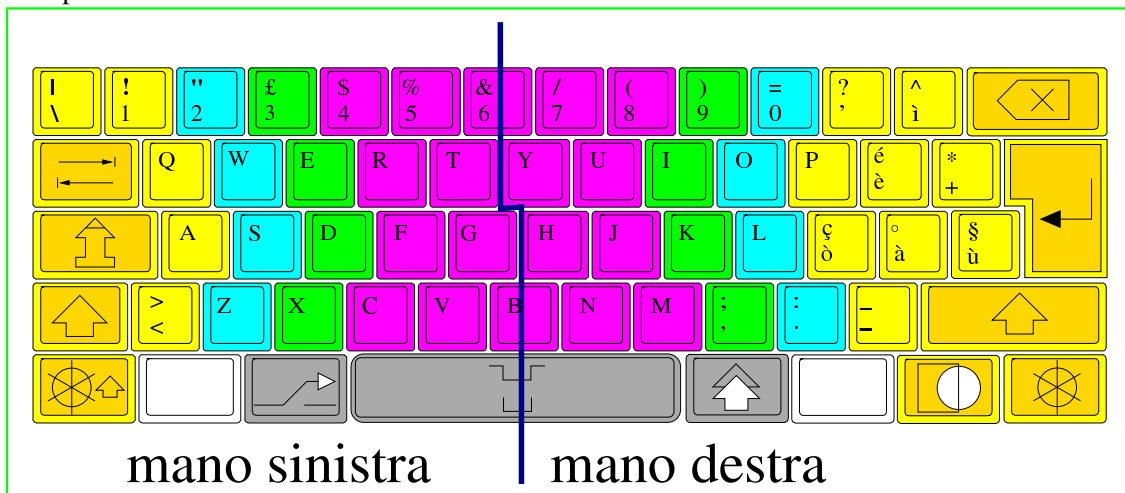 | ! " £ $ % & / ( ) = ? ^
\ 1 2 3 4 5 6 7 8 9 0 ’ ì
Q W E R T Y U I O P é *
è +
A S D F G H J K L ç ° §
ò à ù
> Z X C V B N M ; : _
< , . -
mano sinistra mano destra